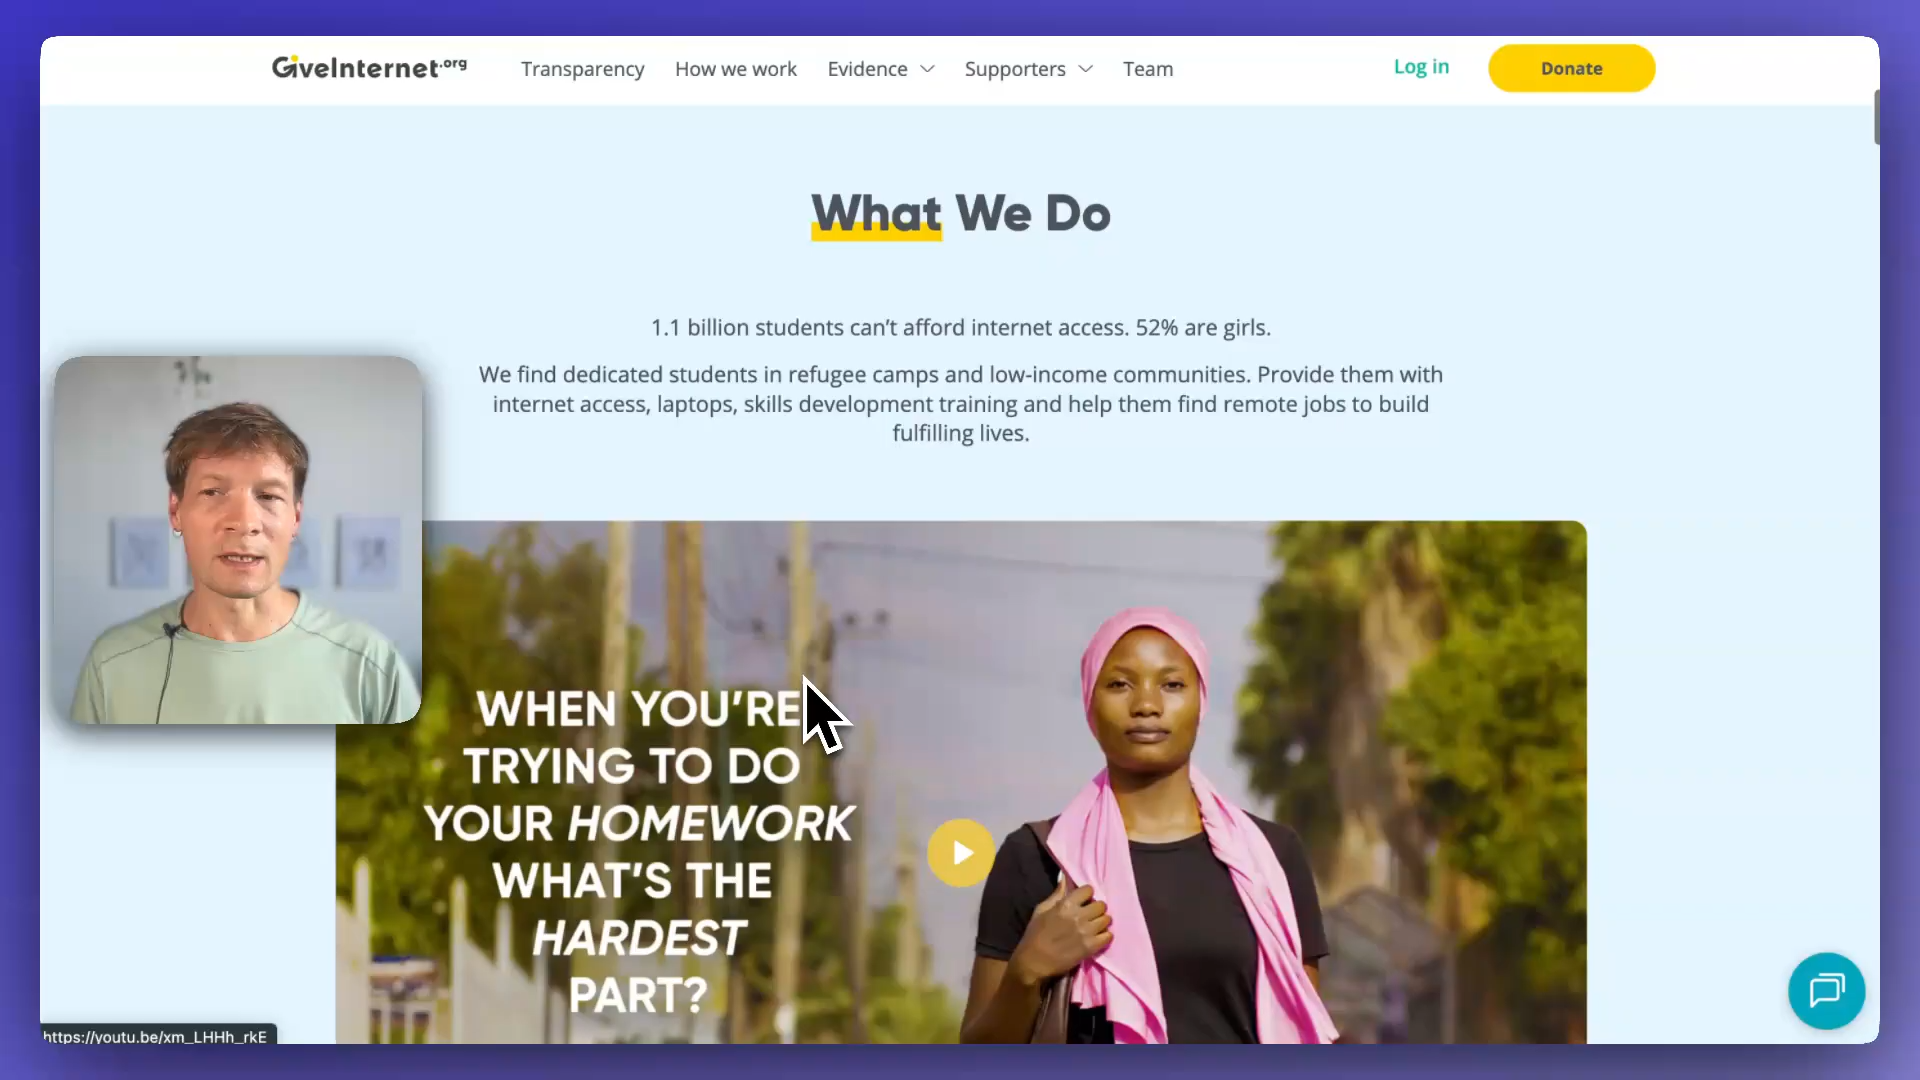 GiveInternet.org
Transparency
How we work
Evidence
Supporters
Team
Log in
Donate
What We Do
1.1 billion students can’t afford internet access. 52% are girls.
We find dedicated students in refugee camps and low-income communities. Provide them with
internet access, laptops, skills development training and help them find remote jobs to build
fulfilling lives.
WHEN YOU’RE
TRYING TO DO
YOUR HOMEWORK
WHAT’S THE
HARDEST
PART?
https://youtu.be/xm_LHHh_rkE